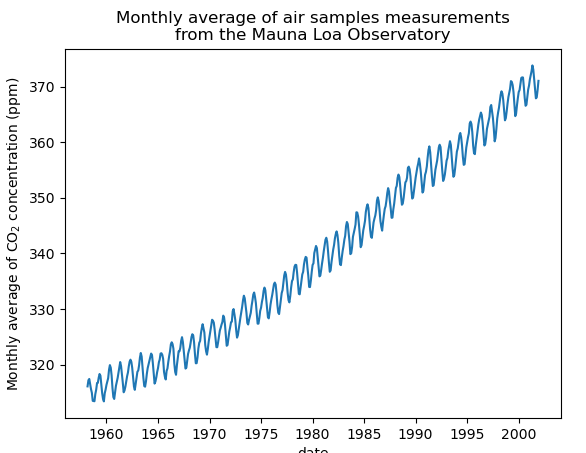 Monthly average of air samples measurements
from the Mauna Loa Observatory
Monthly average of CO₂ concentration (ppm)
370
360
350
340
330
320
1960 1965 1970 1975 1980 1985 1990 1995 2000
date